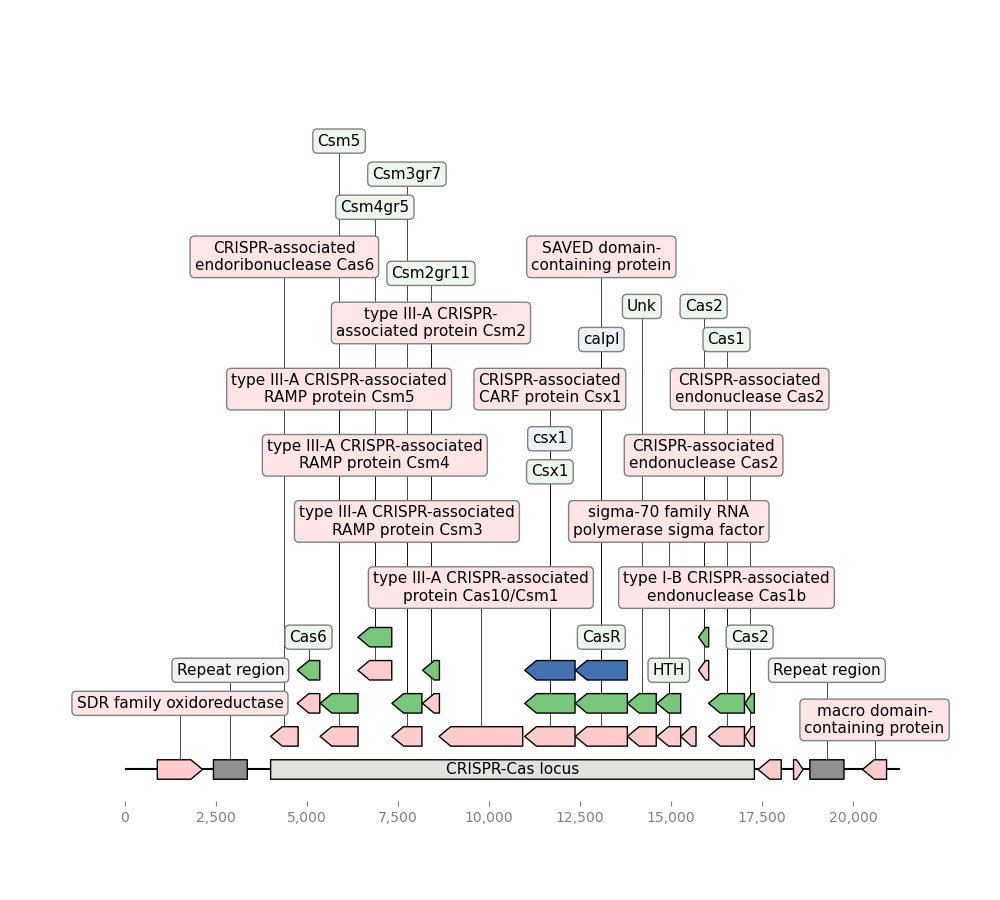 Csm5
Csm3gr7
Csm4gr5
CRISPR-associated
endoribonuclease Cas6
SAVED domain-
containing protein
Csm2gr11
type III-A CRISPR-
associated protein Csm2
Unk
Cas2
calpl
Cas1
type III-A CRISPR-associated
RAMP protein Csm5
CRISPR-associated
CARF protein Csx1
CRISPR-associated
endonuclease Cas2
csx1
Csx1
type III-A CRISPR-associated
RAMP protein Csm4
CRISPR-associated
endonuclease Cas2
type III-A CRISPR-associated
RAMP protein Csm3
sigma-70 family RNA
polymerase sigma factor
type III-A CRISPR-associated
protein Cas10/Csm1
type I-B CRISPR-associated
endonuclease Cas1b
Cas6
CasR
Cas2
Repeat region
HTH
Repeat region
SDR family oxidoreductase
macro domain-
containing protein
CRISPR-Cas locus
0
2,500
5,000
7,500
10,000
12,500
15,000
17,500
20,000